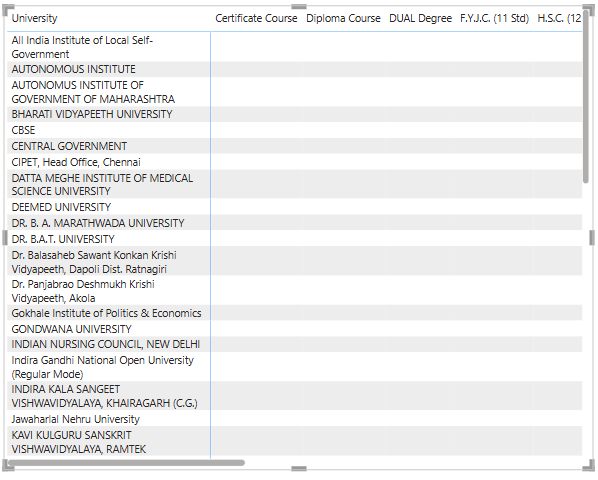 University Certificate Course Diploma Course DUAL Degree F.Y.J.C. (11 Std) H.S.C. (12
All India Institute of Local Self-
Government
AUTONOMOUS INSTITUTE
AUTONOMUS INSTITUTE OF
GOVERNMENT OF MAHARASHTRA
BHARATI VIDYAPEETH UNIVERSITY
CBSE
CENTRAL GOVERNMENT
CIPET, Head Office, Chennai
DATTA MEGHE INSTITUTE OF MEDICAL
SCIENCE UNIVERSITY
DEEMED UNIVERSITY
DR. B. A. MARATHWADA UNIVERSITY
DR. B.A.T. UNIVERSITY
Dr. Balasaheb Sawant Konkan Krishi
Vidyapeeth, Dapoli Dist. Ratnagiri
Dr. Panjabrao Deshmukh Krishi
Vidyapeeth, Akola
Gokhale Institute of Politics & Economics
GONDWANA UNIVERSITY
INDIAN NURSING COUNCIL, NEW DELHI
Indira Gandhi National Open University
(Regular Mode)
INDIRA KALA SANGEET
VISHWAVIDYALAYA, KHAIRAGARH (C.G.)
Jawaharlal Nehru University
KAVI KULGURU SANSKRIT
VISHWAVIDYALAYA, RAMTEK